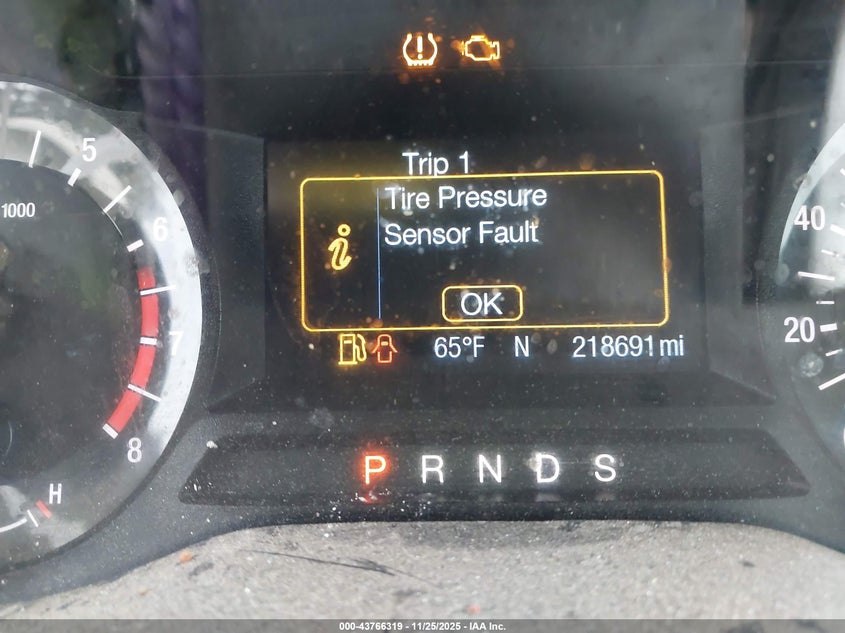 Trip 1
Tire Pressure
Sensor Fault
i
OK
65°F N 218691 mi
P R N D S
5
6
7
8
1000
H
40
20
000-43766319 - 11/25/2025 - IAA Inc.